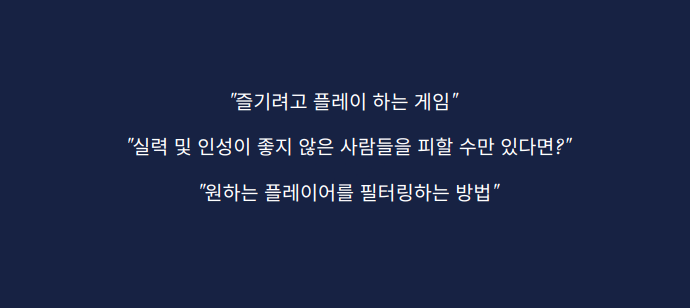 "즐기려고 플레이 하는 게임"
"실력 및 인성이 좋지 않은 사람들을 피할 수만 있다면?"
"원하는 플레이어를 필터링하는 방법"